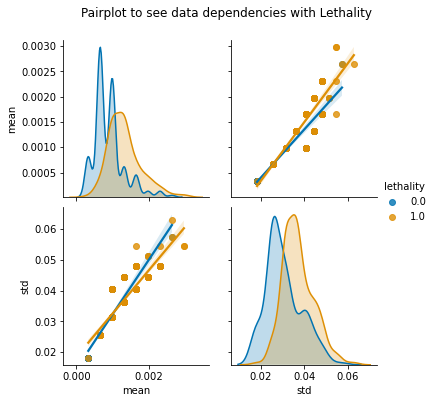 Pairplot to see data dependencies with Lethality
0.0030
0.0025
0.0020
0.0015
0.0010
0.0005
mean
lethality
0.0
1.0
0.06
0.05
0.04
0.03
0.02
std
0.000 0.002
0.02 0.04 0.06
mean std